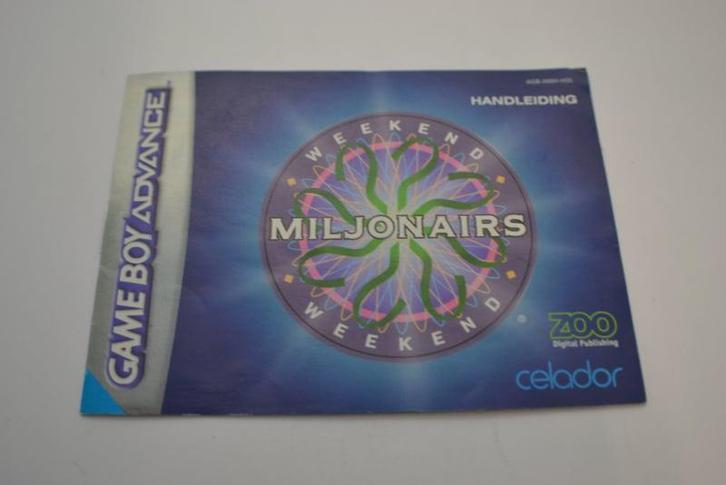 GAME BOY ADVANCE
HANDLEIDING
WEEKEND
MILJONAIRS
WEEKEND
ZOO
Digital Publishing
celador